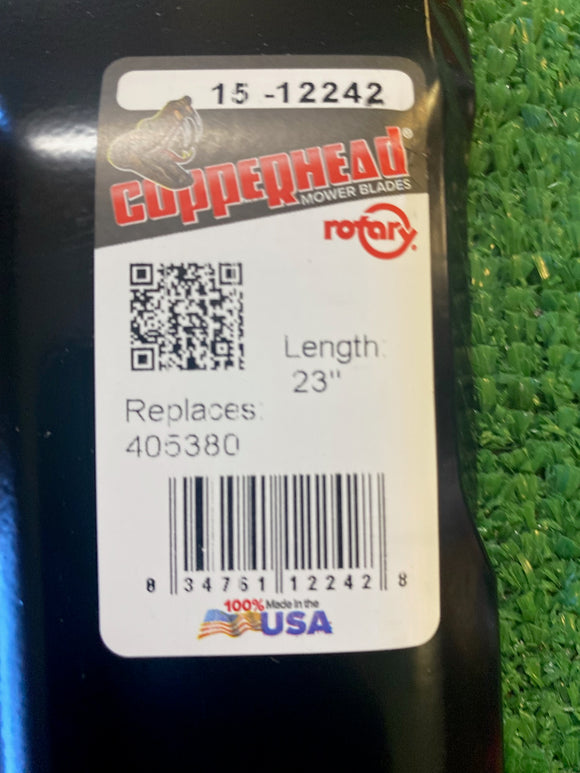 15 -12242
COPPERHEAD®
MOWER BLADES
rotary®
Length:
23"
Replaces:
405380
8 34761 12242 8
100% Made in the
USA